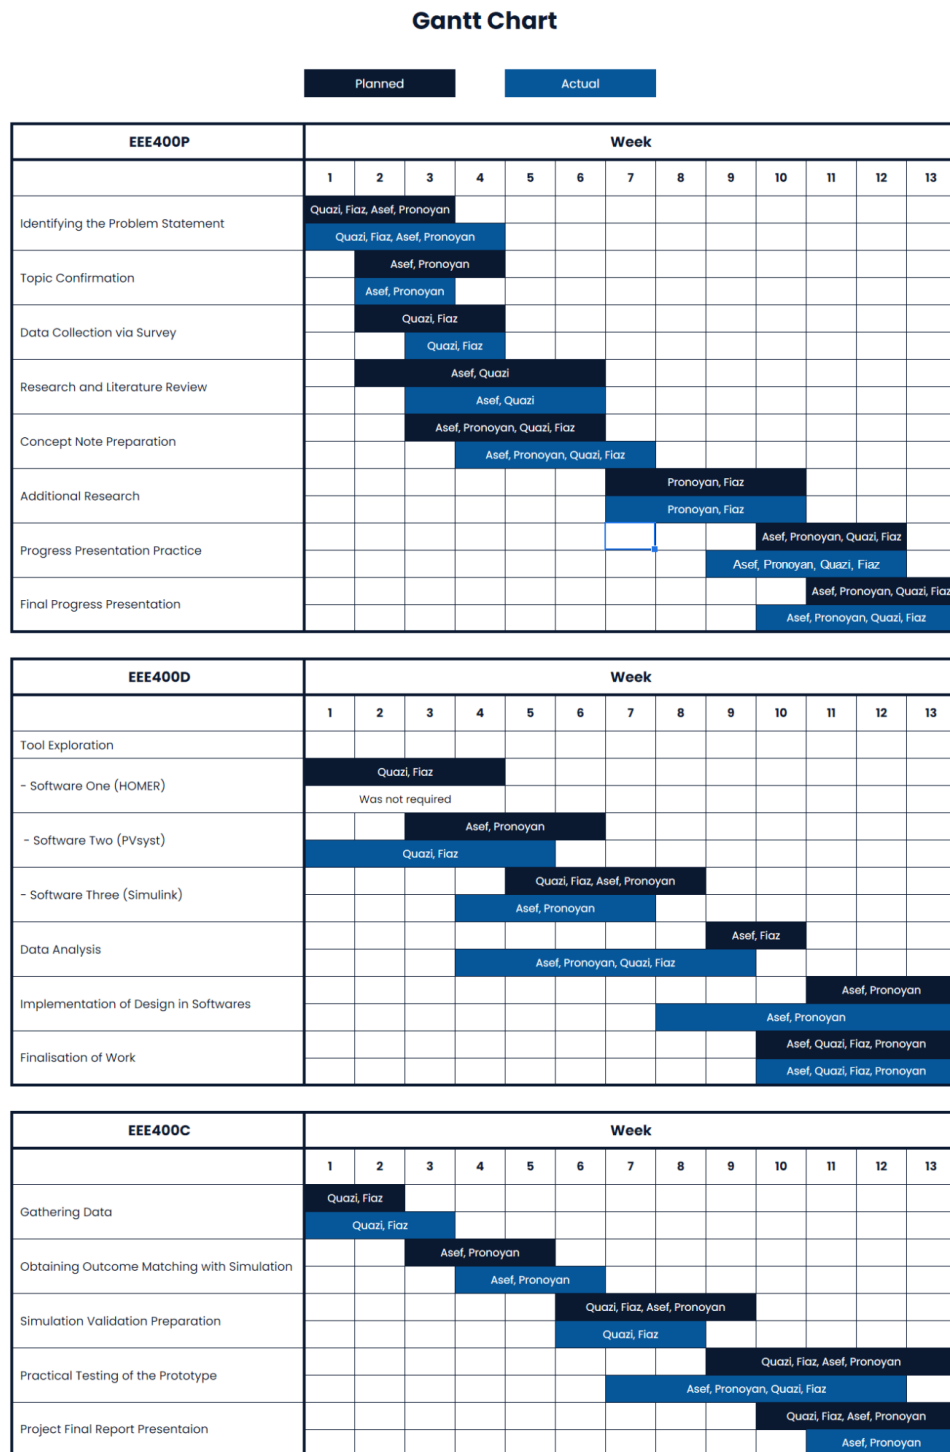 Gantt Chart
Planned Actual
EEE400P Week
1 2 3 4 5 6 7 8 9 10 11 12 13
Identifying the Problem Statement
Quazi, Fiaz, Asef, Pronoyan
Quazi, Fiaz, Asef, Pronoyan
Topic Confirmation
Asef, Pronoyan
Asef, Pronoyan
Data Collection via Survey
Quazi, Fiaz
Quazi, Fiaz
Research and Literature Review
Asef, Quazi
Asef, Quazi
Concept Note Preparation
Asef, Pronoyan, Quazi, Fiaz
Asef, Pronoyan, Quazi, Fiaz
Additional Research
Pronoyan, Fiaz
Pronoyan, Fiaz
Progress Presentation Practice
Asef, Pronoyan, Quazi, Fiaz
Asef, Pronoyan, Quazi, Fiaz
Final Progress Presentation
Asef, Pronoyan, Quazi, Fiaz
Asef, Pronoyan, Quazi, Fiaz
EEE400D Week
1 2 3 4 5 6 7 8 9 10 11 12 13
Tool Exploration
- Software One (HOMER)
Quazi, Fiaz
Was not required
- Software Two (PVsyst)
Asef, Pronoyan
Quazi, Fiaz
- Software Three (Simulink)
Quazi, Fiaz, Asef, Pronoyan
Asef, Pronoyan
Data Analysis
Asef, Fiaz
Asef, Pronoyan, Quazi, Fiaz
Implementation of Design in Softwares
Asef, Pronoyan
Asef, Pronoyan
Finalisation of Work
Asef, Quazi, Fiaz, Pronoyan
Asef, Quazi, Fiaz, Pronoyan
EEE400C Week
1 2 3 4 5 6 7 8 9 10 11 12 13
Gathering Data
Quazi, Fiaz
Quazi, Fiaz
Obtaining Outcome Matching with Simulation
Asef, Pronoyan
Asef, Pronoyan
Simulation Validation Preparation
Quazi, Fiaz, Asef, Pronoyan
Quazi, Fiaz
Practical Testing of the Prototype
Quazi, Fiaz, Asef, Pronoyan
Asef, Pronoyan, Quazi, Fiaz
Project Final Report Presentaion
Quazi, Fiaz, Asef, Pronoyan
Asef, Pronoyan